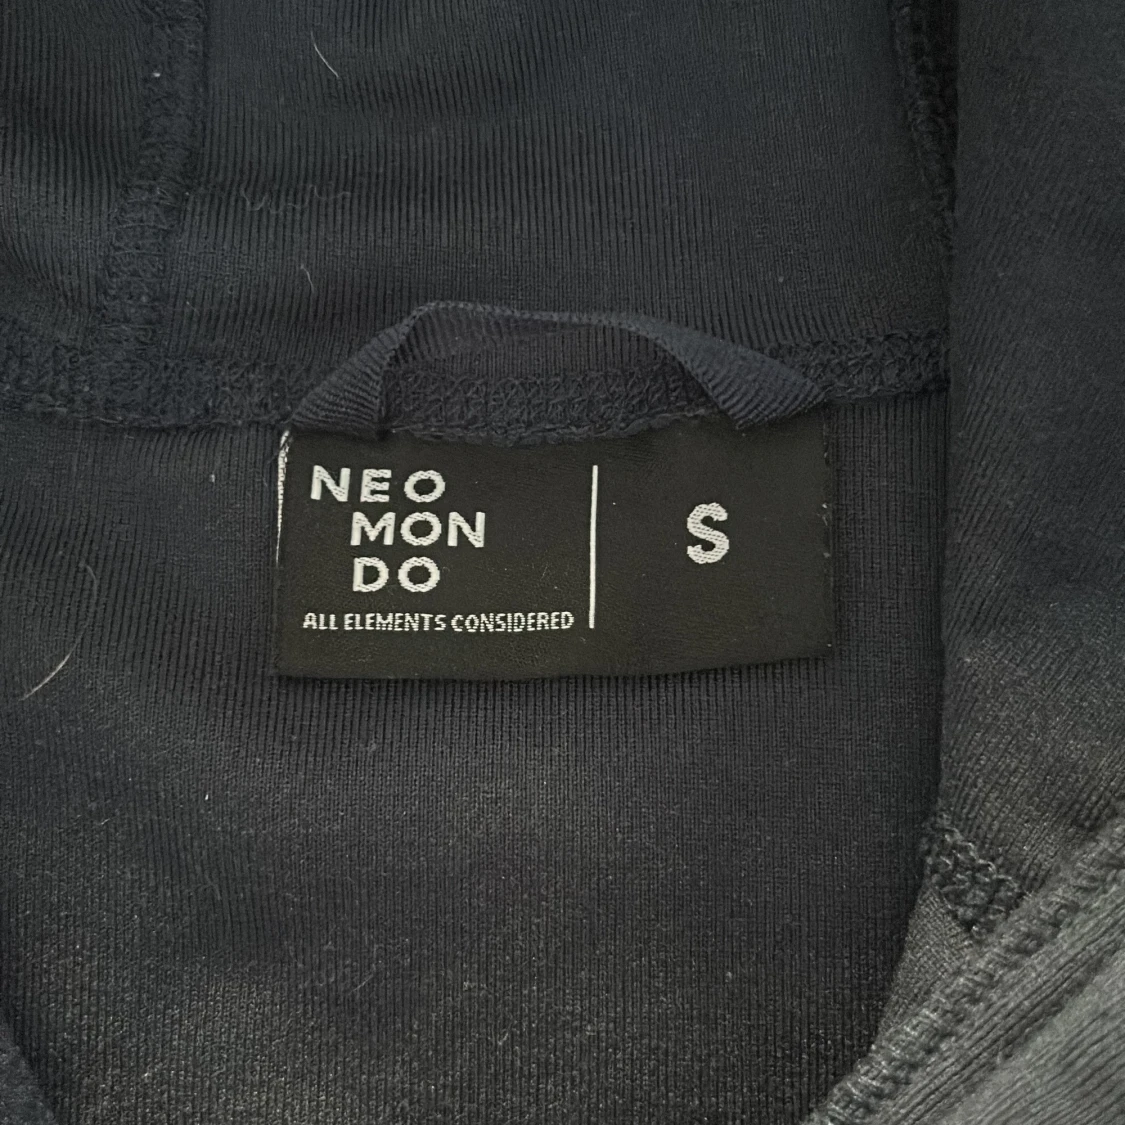 NEO
MON
DO
ALL ELEMENTS CONSIDERED
S